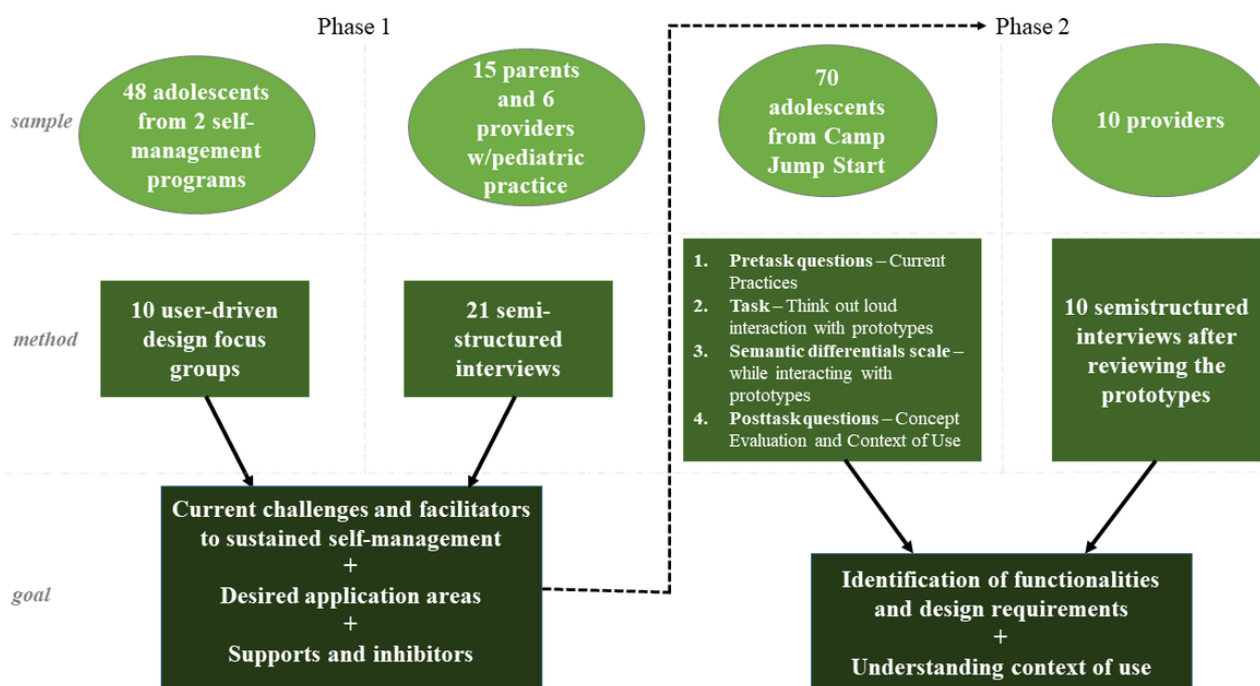 Phase 1
Phase 2
sample
48 adolescents
from 2 self-
management
programs
15 parents
and 6
providers
w/pediatric
practice
70
adolescents
from Camp
Jump Start
10 providers
method
10 user-driven
design focus
groups
21 semi-
structured
interviews
1. Pretask questions – Current
Practices
2. Task – Think out loud
interaction with prototypes
3. Semantic differentials scale –
while interacting with
prototypes
4. Posttask questions – Concept
Evaluation and Context of Use
10 semistructured
interviews after
reviewing the
prototypes
goal
Current challenges and facilitators
to sustained self-management
+
Desired application areas
+
Supports and inhibitors
Identification of functionalities
and design requirements
+
Understanding context of use